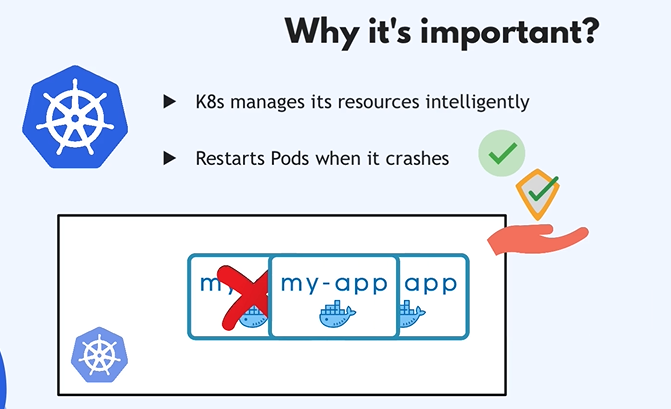 Why it's important?
K8s manages its resources intelligently
Restarts Pods when it crashes
my my-app app